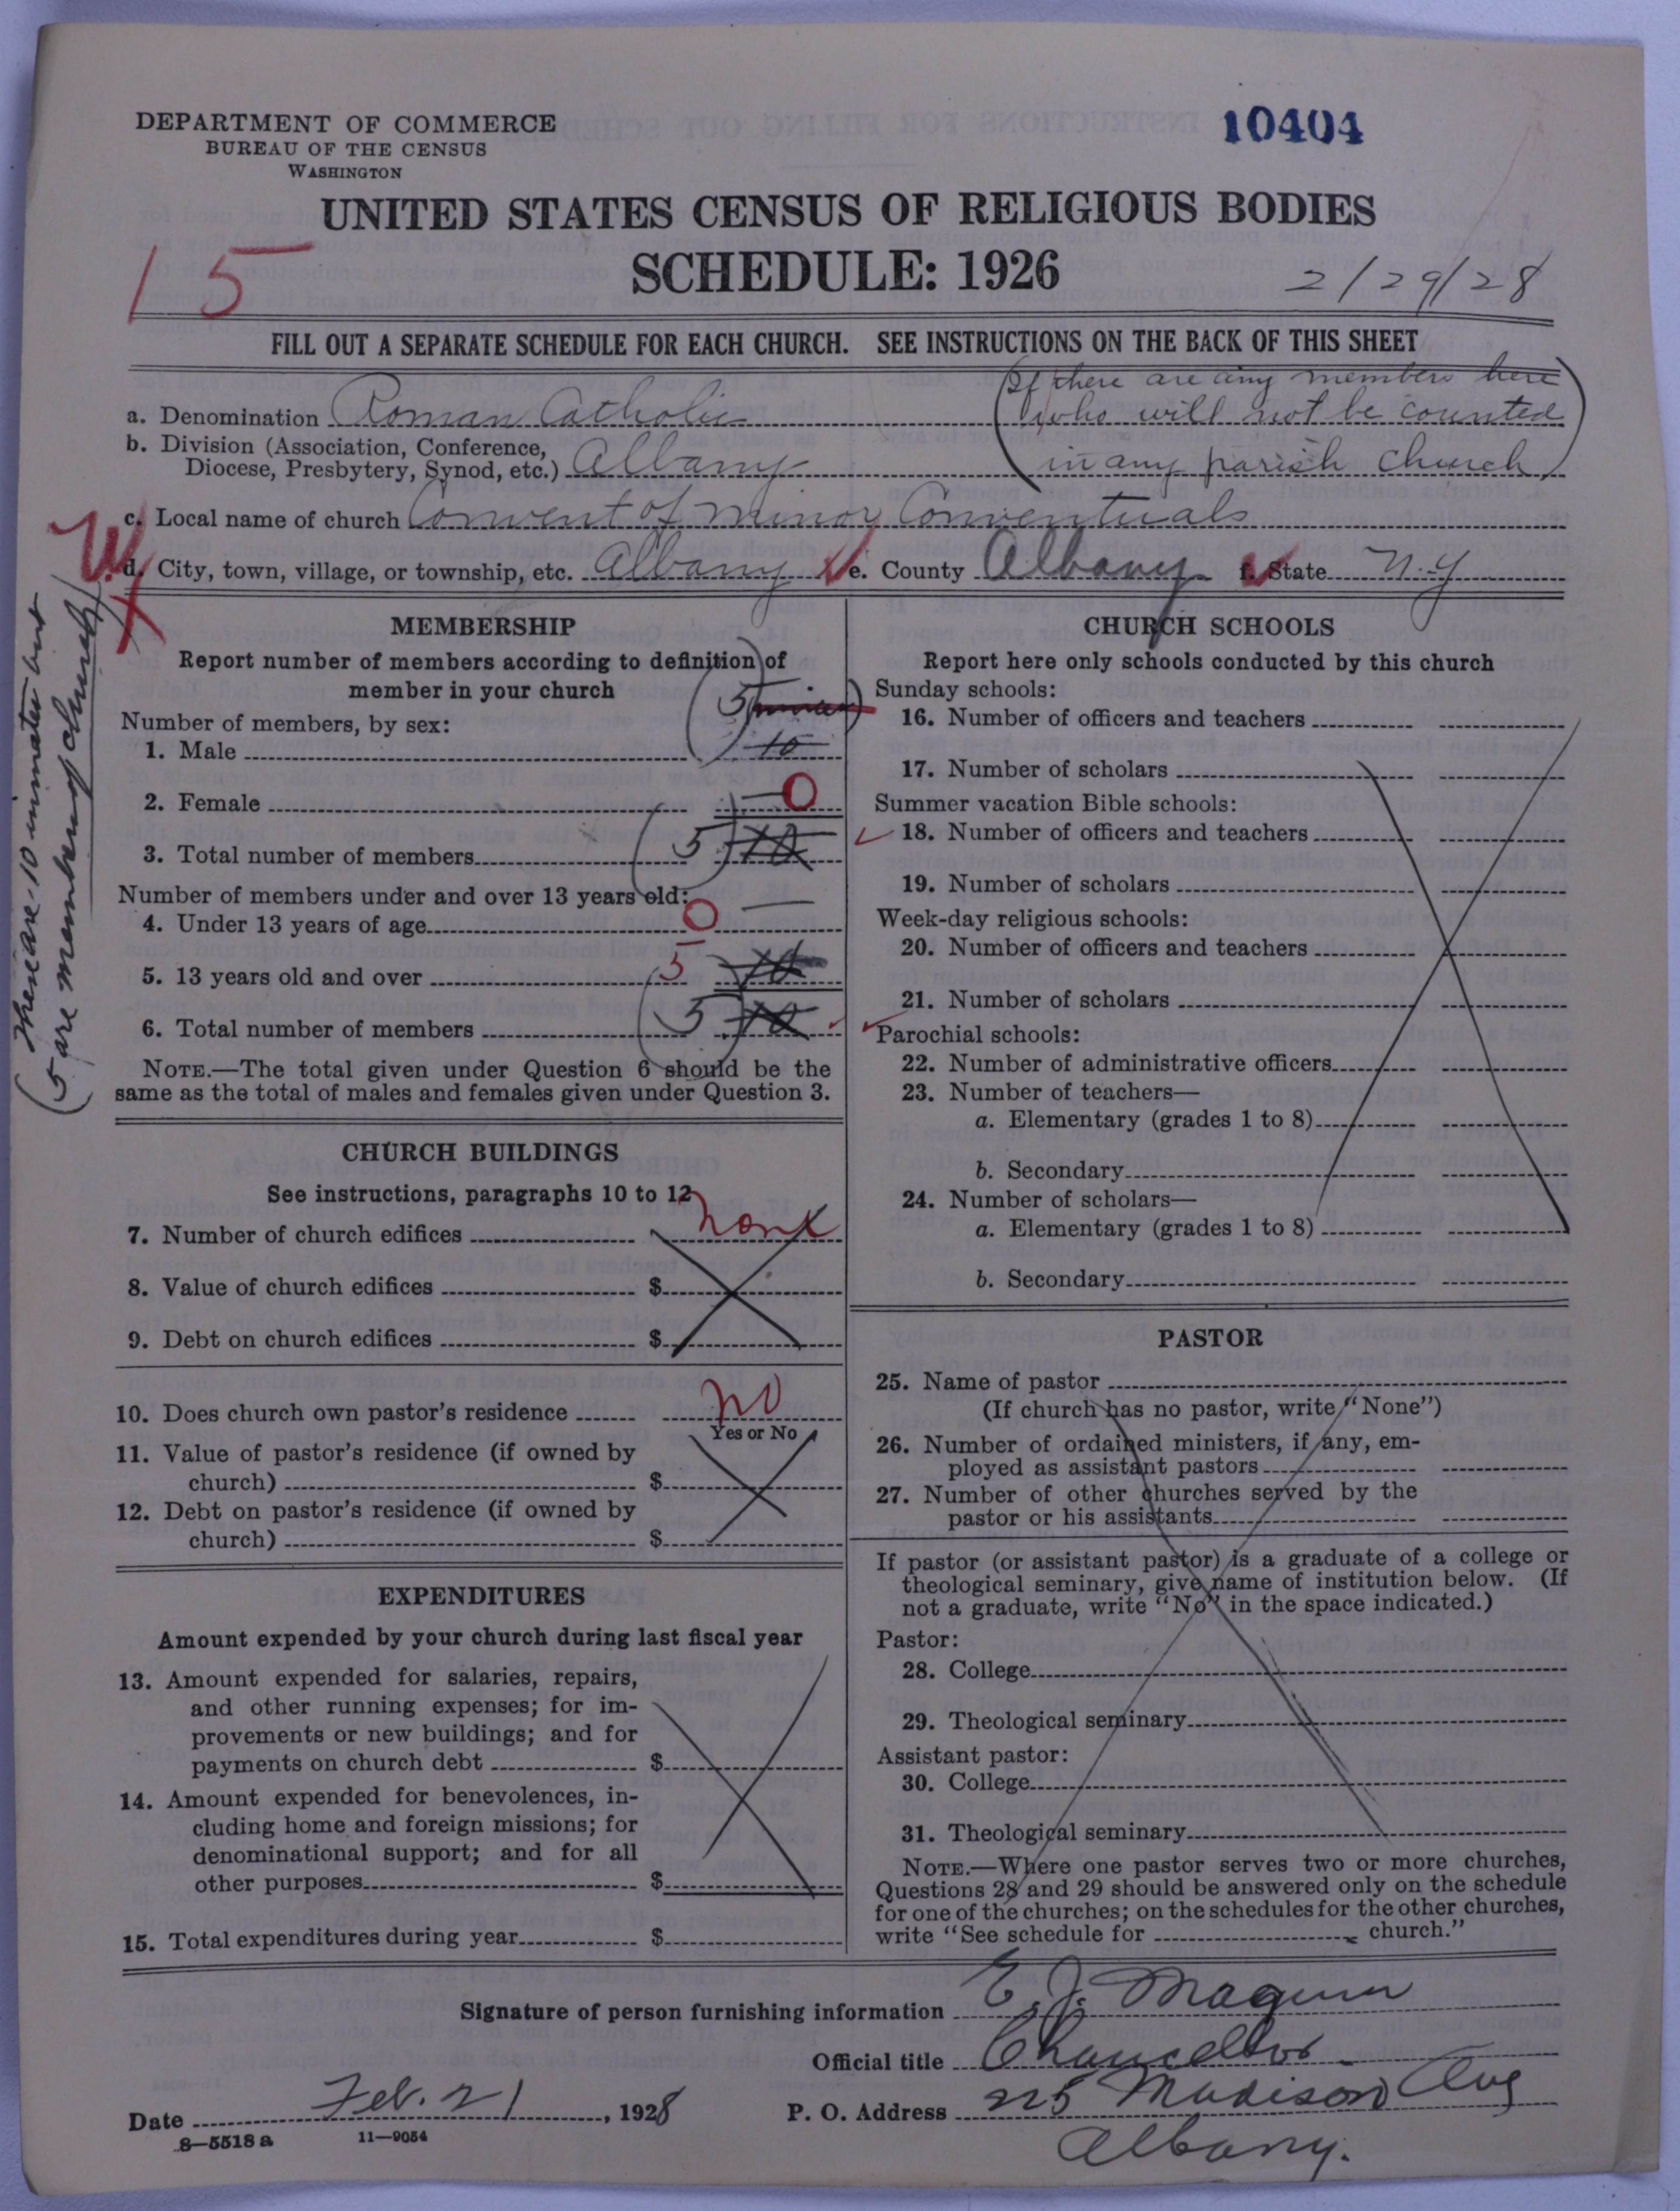 DEPARTMENT OF COMMERCE
BUREAU OF THE CENSUS
WASHINGTON
10404
UNITED STATES CENSUS OF RELIGIOUS BODIES
SCHEDULE: 1926
15
2/29/28
FILL OUT A SEPARATE SCHEDULE FOR EACH CHURCH. SEE INSTRUCTIONS ON THE BACK OF THIS SHEET
(If there are any members here
who will not be counted
in any parish church)
a. Denomination Roman Catholic
b. Division (Association, Conference,
Diocese, Presbytery, Synod, etc.) Albany
c. Local name of church Convent of Minor Conventuals
d. City, town, village, or township, etc. Albany e. County Albany f. State N.Y
There are 10 inmates but
(5 are members of church)
MEMBERSHIP
Report number of members according to definition of
member in your church
Number of members, by sex:
(5)
1. Male 10
2. Female — 0
3. Total number of members (5) 10
Number of members under and over 13 years old:
4. Under 13 years of age 0 —
5. 13 years old and over (5) 10
6. Total number of members (5) 10
NOTE.—The total given under Question 6 should be the
same as the total of males and females given under Question 3.
CHURCH BUILDINGS
See instructions, paragraphs 10 to 12
7. Number of church edifices none
8. Value of church edifices $
9. Debt on church edifices $
10. Does church own pastor's residence no
Yes or No
11. Value of pastor's residence (if owned by
church) $
12. Debt on pastor's residence (if owned by
church) $
EXPENDITURES
Amount expended by your church during last fiscal year
13. Amount expended for salaries, repairs,
and other running expenses; for im-
provements or new buildings; and for
payments on church debt $
14. Amount expended for benevolences, in-
cluding home and foreign missions; for
denominational support; and for all
other purposes $
15. Total expenditures during year $
CHURCH SCHOOLS
Report here only schools conducted by this church
Sunday schools:
16. Number of officers and teachers
17. Number of scholars
Summer vacation Bible schools:
18. Number of officers and teachers
19. Number of scholars
Week-day religious schools:
20. Number of officers and teachers
21. Number of scholars
Parochial schools:
22. Number of administrative officers
23. Number of teachers—
a. Elementary (grades 1 to 8)
b. Secondary
24. Number of scholars—
a. Elementary (grades 1 to 8)
b. Secondary
PASTOR
25. Name of pastor
(If church has no pastor, write "None")
26. Number of ordained ministers, if any, em-
ployed as assistant pastors
27. Number of other churches served by the
pastor or his assistants
If pastor (or assistant pastor) is a graduate of a college or
theological seminary, give name of institution below. (If
not a graduate, write "No" in the space indicated.)
Pastor:
28. College
29. Theological seminary
Assistant pastor:
30. College
31. Theological seminary
NOTE.—Where one pastor serves two or more churches,
Questions 28 and 29 should be answered only on the schedule
for one of the churches; on the schedules for the other churches,
write "See schedule for church."
Signature of person furnishing information E. J. Maguire
Official title Chancellor
Date Feb. 21, 1928 P. O. Address 225 Madison Ave
Albany.
8—5518 a 11—9054